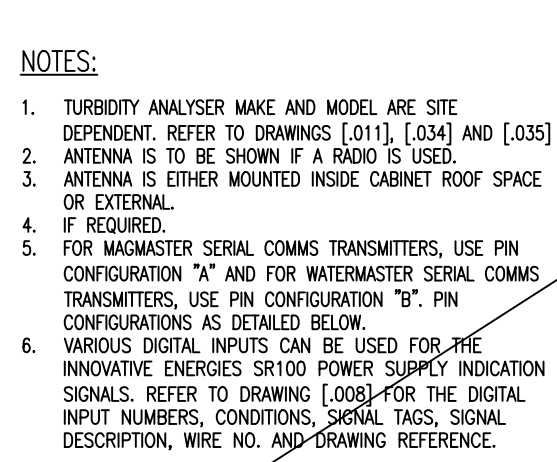 NOTES:
1. TURBIDITY ANALYSER MAKE AND MODEL ARE SITE
DEPENDENT. REFER TO DRAWINGS [.011], [.034] AND [.035]
2. ANTENNA IS TO BE SHOWN IF A RADIO IS USED.
3. ANTENNA IS EITHER MOUNTED INSIDE CABINET ROOF SPACE
OR EXTERNAL.
4. IF REQUIRED.
5. FOR MAGMASTER SERIAL COMMS TRANSMITTERS, USE PIN
CONFIGURATION "A" AND FOR WATERMASTER SERIAL COMMS
TRANSMITTERS, USE PIN CONFIGURATION "B". PIN
CONFIGURATIONS AS DETAILED BELOW.
6. VARIOUS DIGITAL INPUTS CAN BE USED FOR THE
INNOVATIVE ENERGIES SR100 POWER SUPPLY INDICATION
SIGNALS. REFER TO DRAWING [.008] FOR THE DIGITAL
INPUT NUMBERS, CONDITIONS, SIGNAL TAGS, SIGNAL
DESCRIPTION, WIRE NO. AND DRAWING REFERENCE.